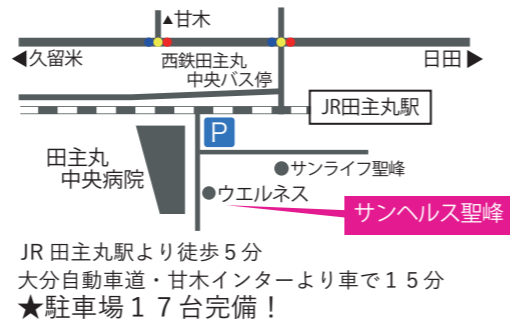 ▲甘木
◀久留米
西鉄田主丸
中央バス停
日田▶
JR田主丸駅
P
田主丸
中央病院
●サンライフ聖峰
●ウエルネス
サンヘルス聖峰
JR 田主丸駅より徒歩５分
大分自動車道・甘木インターより車で１５分
★駐車場１７台完備！